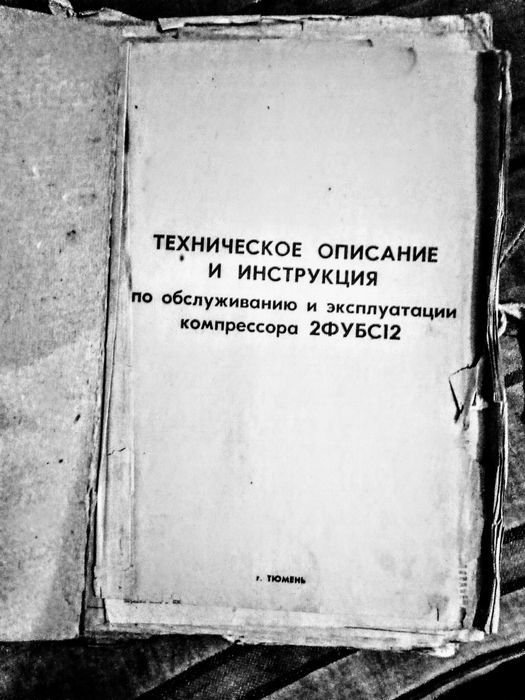 ТЕХНИЧЕСКОЕ ОПИСАНИЕ
И ИНСТРУКЦИЯ
по обслуживанию и эксплуатации
компрессора 2ФУБС12
г. ТЮМЕНЬ